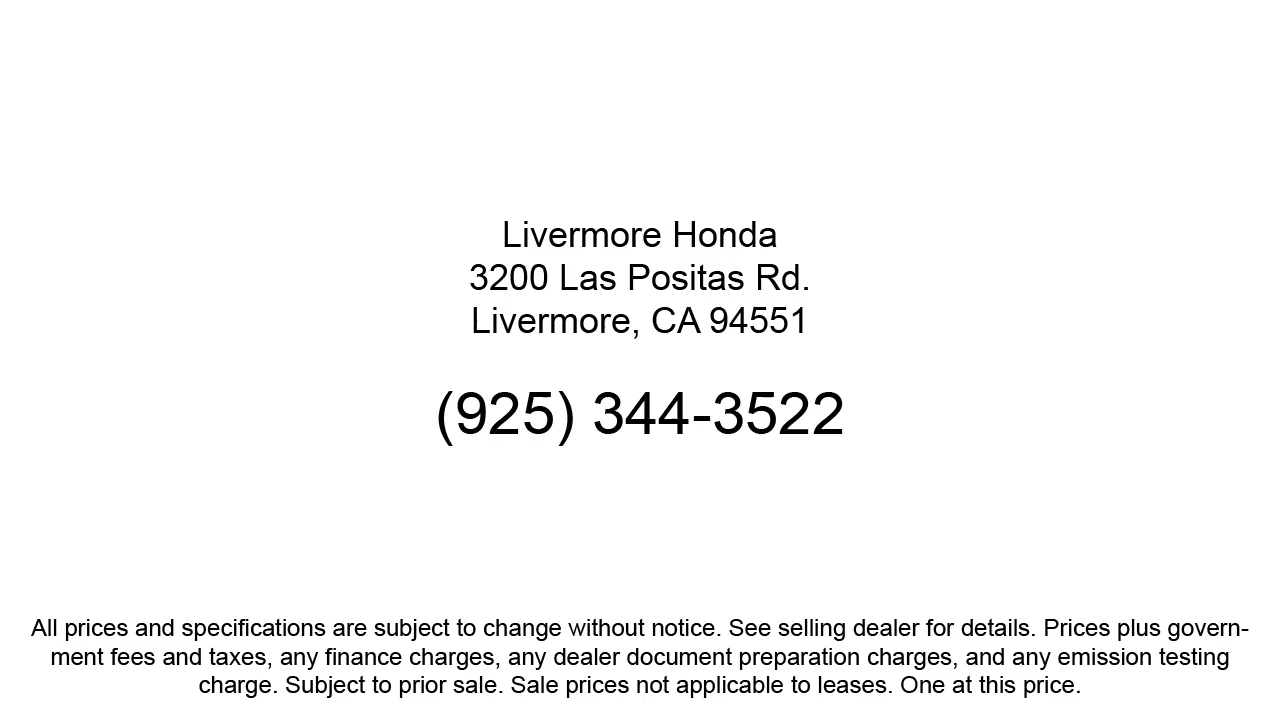 Livermore Honda
3200 Las Positas Rd.
Livermore, CA 94551
(925) 344-3522
All prices and specifications are subject to change without notice. See selling dealer for details. Prices plus govern-
ment fees and taxes, any finance charges, any dealer document preparation charges, and any emission testing
charge. Subject to prior sale. Sale prices not applicable to leases. One at this price.